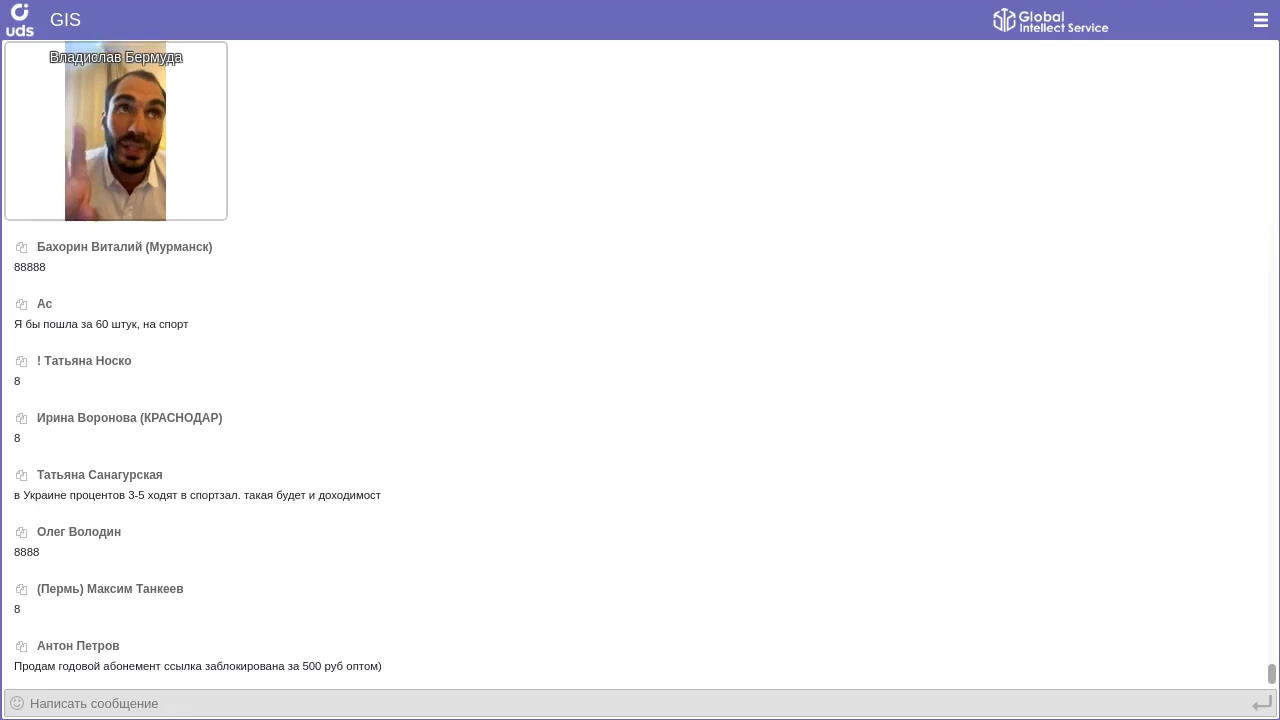 uds
GIS
Global
Intellect Service
Владислав Бермуда
Бахорин Виталий (Мурманск)
88888
Ас
Я бы пошла за 60 штук, на спорт
! Татьяна Носко
8
Ирина Воронова (КРАСНОДАР)
8
Татьяна Санагурская
в Украине процентов 3-5 ходят в спортзал. такая будет и доходимост
Олег Володин
8888
(Пермь) Максим Танкеев
8
Антон Петров
Продам годовой абонемент ссылка заблокирована за 500 руб оптом)
Написать сообщение